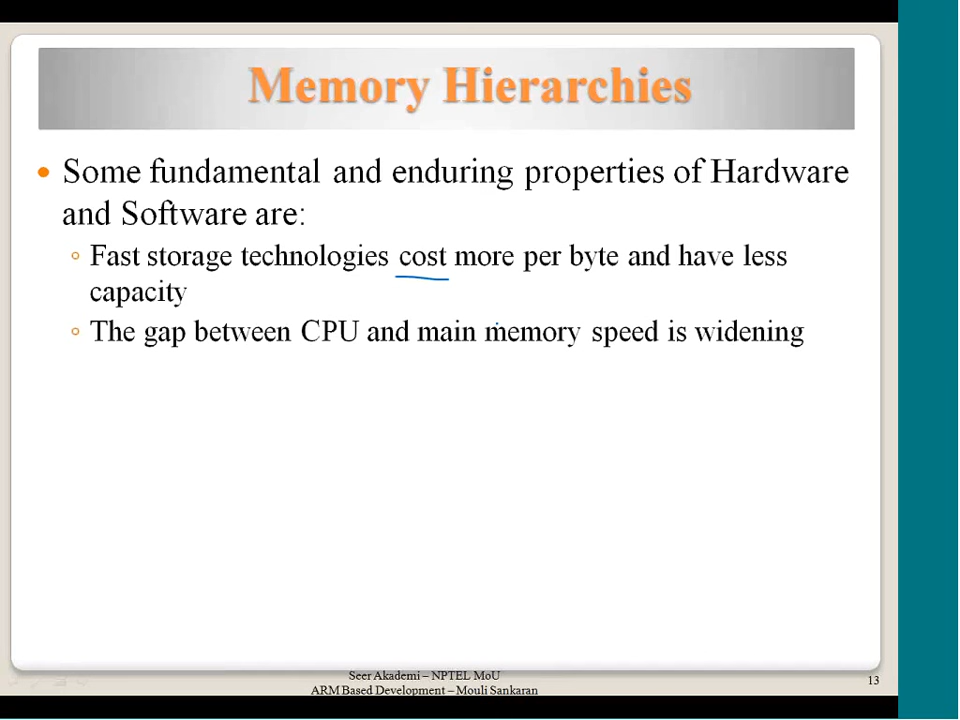 Memory Hierarchies
Some fundamental and enduring properties of Hardware
and Software are:
Fast storage technologies cost more per byte and have less
capacity
The gap between CPU and main memory speed is widening
Seer Akademi – NPTEL MoU
ARM Based Development – Mouli Sankaran
13